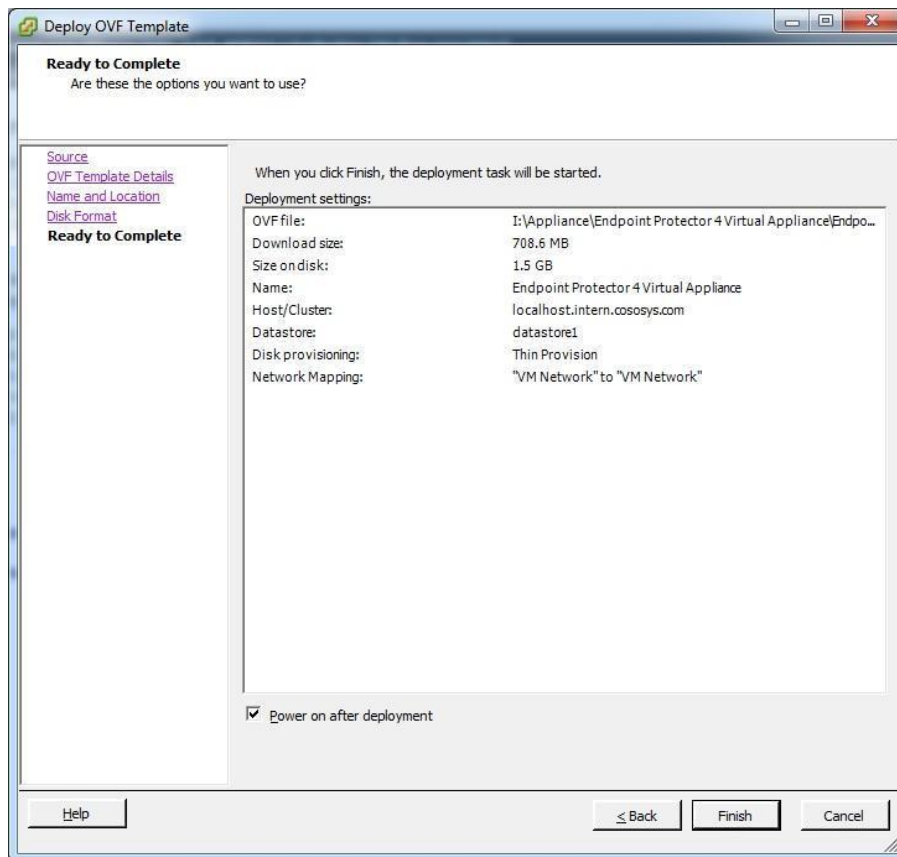 Deploy OVF Template
Ready to Complete
Are these the options you want to use?
Source
OVF Template Details
Name and Location
Disk Format
Ready to Complete
When you click Finish, the deployment task will be started.
Deployment settings:
OVF file: I:\Appliance\Endpoint Protector 4 Virtual Appliance\Endpo...
Download size: 708.6 MB
Size on disk: 1.5 GB
Name: Endpoint Protector 4 Virtual Appliance
Host/Cluster: localhost.intern.cososys.com
Datastore: datastore1
Disk provisioning: Thin Provision
Network Mapping: "VM Network" to "VM Network"
Power on after deployment
Help
< Back Finish Cancel